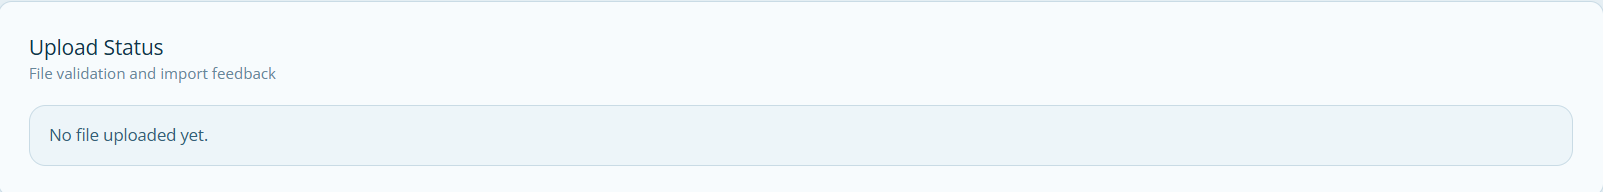 Upload Status
File validation and import feedback
No file uploaded yet.